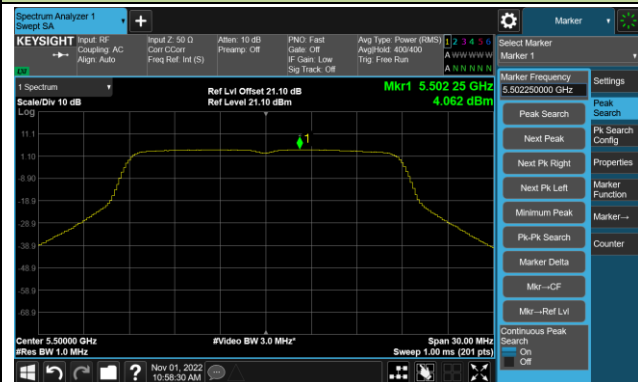 Spectrum Analyzer 1
Swept SA
Marker
KEYSIGHT
Input: RF
Coupling: AC
Align: Auto
Input Z: 50 Ω
Corr CCorr
Freq Ref: Int (S)
Atten: 10 dB
Preamp: Off
PNO: Fast
Gate: Off
IF Gain: Low
Sig Track: Off
Avg Type: Power (RMS)
Avg|Hold: 400/400
Trig: Free Run
1 2 3 4 5 6
A W W W W W
A N N N N N
LXI
1 Spectrum
Scale/Div 10 dB
Log
Ref Lvl Offset 21.10 dB
Ref Level 21.10 dBm
Mkr1 5.502 25 GHz
4.062 dBm
1
11.1
1.10
-8.90
-18.9
-28.9
-38.9
-48.9
-58.9
-68.9
Center 5.50000 GHz
#Res BW 1.0 MHz
#Video BW 3.0 MHz*
Span 30.00 MHz
Sweep 1.00 ms (201 pts)
Nov 01, 2022
10:58:30 AM
Select Marker
Marker 1
Marker Frequency
5.502250000 GHz
Peak Search
Next Peak
Next Pk Right
Next Pk Left
Minimum Peak
Pk-Pk Search
Marker Delta
Mkr→CF
Mkr→Ref Lvl
Continuous Peak
Search
On
Off
Settings
Peak
Search
Pk Search
Config
Properties
Marker
Function
Marker→
Counter